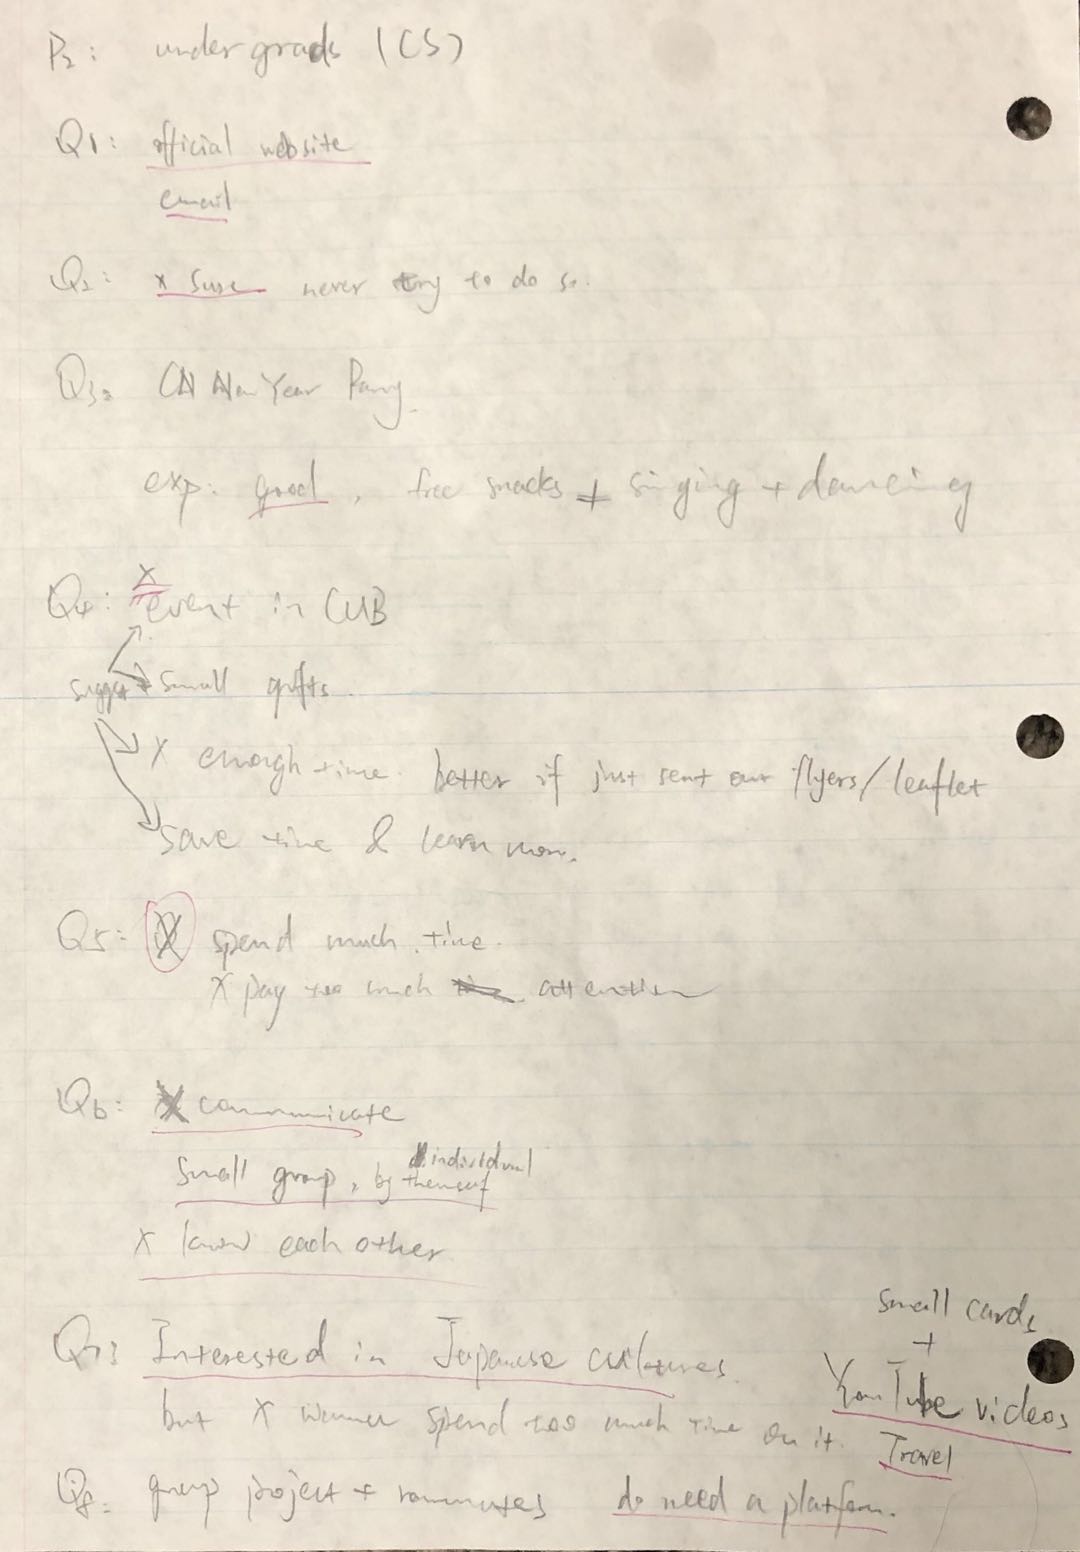 P2: undergrads (CS)
Q1: official website
email
Q2: x sure never try to do so.
Q3: CN New Year Party.
exp: good, free snacks + singing + dancing
Q4: x event in CUB
suggest small gifts.
x enough time. better if just sent out flyers/leaflet
save time & learn more.
Q5: X spend much time.
x pay too much attention
Q6: X communicate
small group, by themself individual
x know each other
Q7: Interested in Japanese cultures.
but x wanna spend too much time on it.
small cards
+
YouTube videos
Travel
Q8: group project + roommates do need a platform.